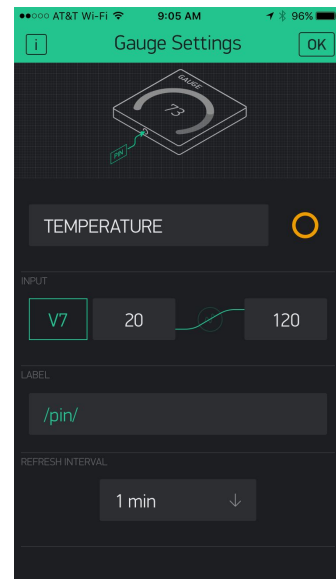 AT&T Wi-Fi 9:05 AM 96%
i Gauge Settings OK
GAUGE
73
PIN
TEMPERATURE
INPUT
V7 20 120
LABEL
/pin/
REFRESH INTERVAL
1 min